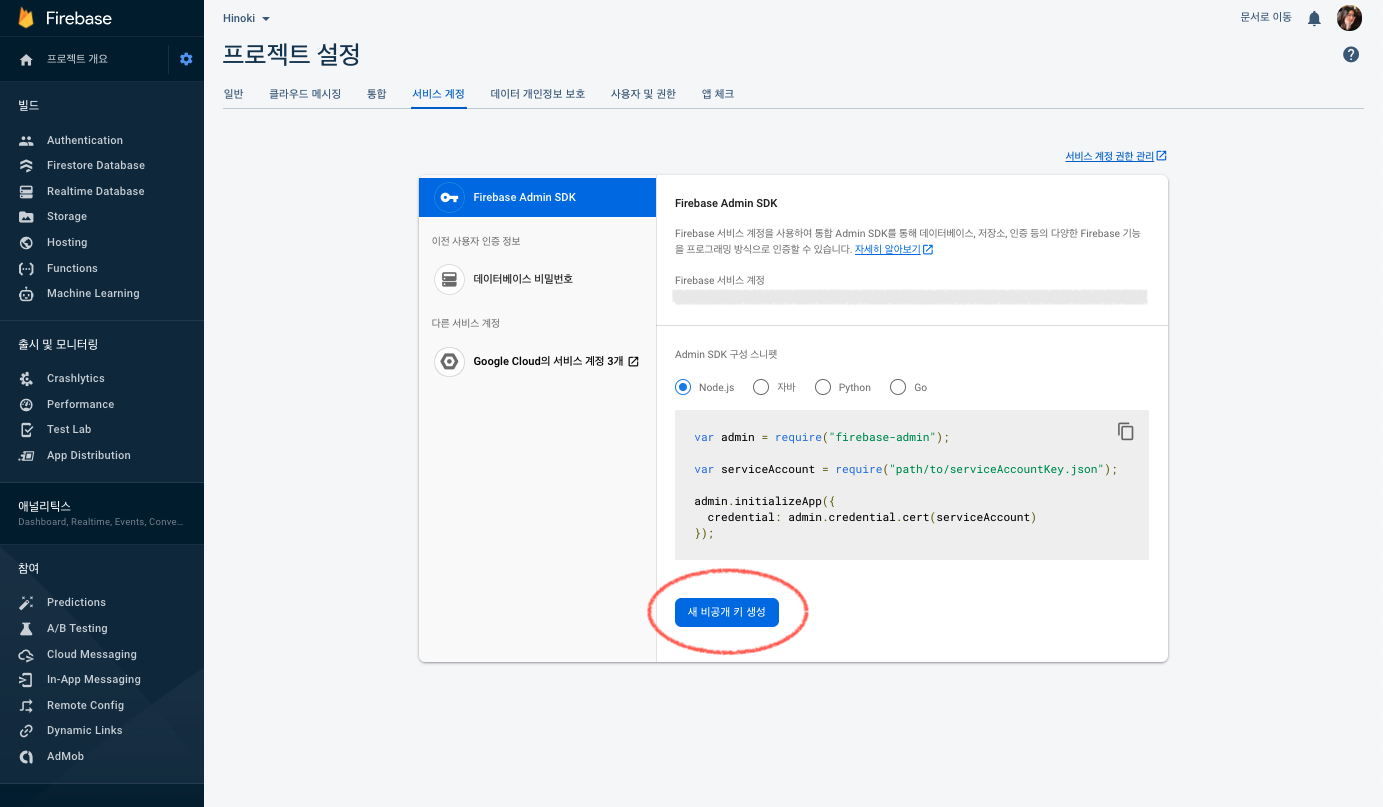 Firebase
프로젝트 개요
빌드
Authentication
Firestore Database
Realtime Database
Storage
Hosting
Functions
Machine Learning
출시 및 모니터링
Crashlytics
Performance
Test Lab
App Distribution
애널리틱스
Dashboard, Realtime, Events, Conve...
참여
Predictions
A/B Testing
Cloud Messaging
In-App Messaging
Remote Config
Dynamic Links
AdMob
Hinoki
문서로 이동
프로젝트 설정
일반 클라우드 메시징 통합 서비스 계정 데이터 개인정보 보호 사용자 및 권한 앱 체크
서비스 계정 권한 관리
Firebase Admin SDK
이전 사용자 인증 정보
데이터베이스 비밀번호
다른 서비스 계정
Google Cloud의 서비스 계정 3개
Firebase Admin SDK
Firebase 서비스 계정을 사용하여 통합 Admin SDK를 통해 데이터베이스, 저장소, 인증 등의 다양한 Firebase 기능
을 프로그래밍 방식으로 인증할 수 있습니다. 자세히 알아보기
Firebase 서비스 계정
Admin SDK 구성 스니펫
Node.js 자바 Python Go
var admin = require("firebase-admin");
var serviceAccount = require("path/to/serviceAccountKey.json");
admin.initializeApp({
credential: admin.credential.cert(serviceAccount)
});
새 비공개 키 생성